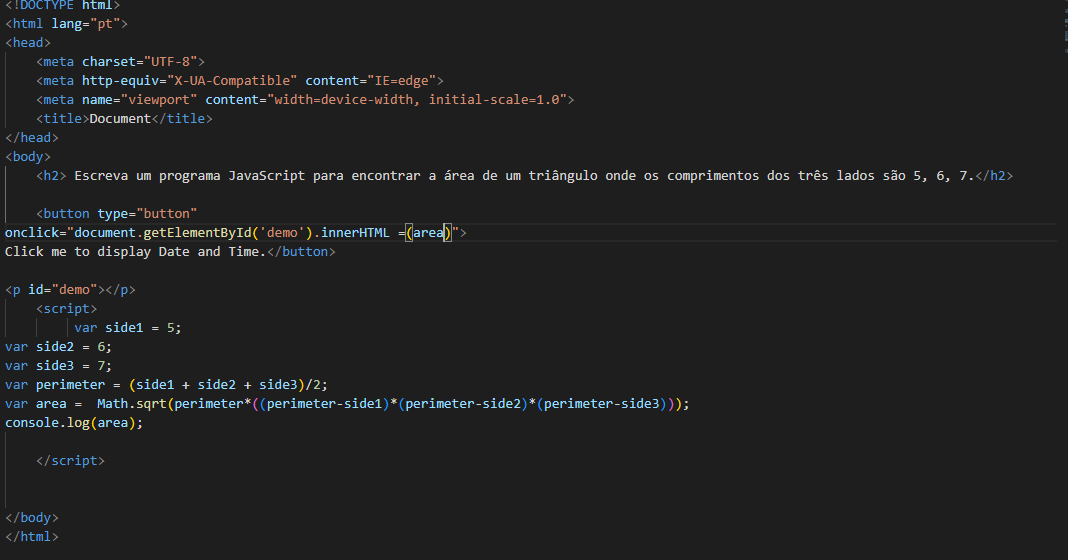 <!DOCTYPE html>
<html lang="pt">
<head>
<meta charset="UTF-8">
<meta http-equiv="X-UA-Compatible" content="IE=edge">
<meta name="viewport" content="width=device-width, initial-scale=1.0">
<title>Document</title>
</head>
<body>
<h2> Escreva um programa JavaScript para encontrar a área de um triângulo onde os comprimentos dos três lados são 5, 6, 7.</h2>
<button type="button"
onclick="document.getElementById('demo').innerHTML =(area)">
Click me to display Date and Time.</button>
<p id="demo"></p>
<script>
var side1 = 5;
var side2 = 6;
var side3 = 7;
var perimeter = (side1 + side2 + side3)/2;
var area =  Math.sqrt(perimeter*((perimeter-side1)*(perimeter-side2)*(perimeter-side3)));
console.log(area);
</script>
</body>
</html>